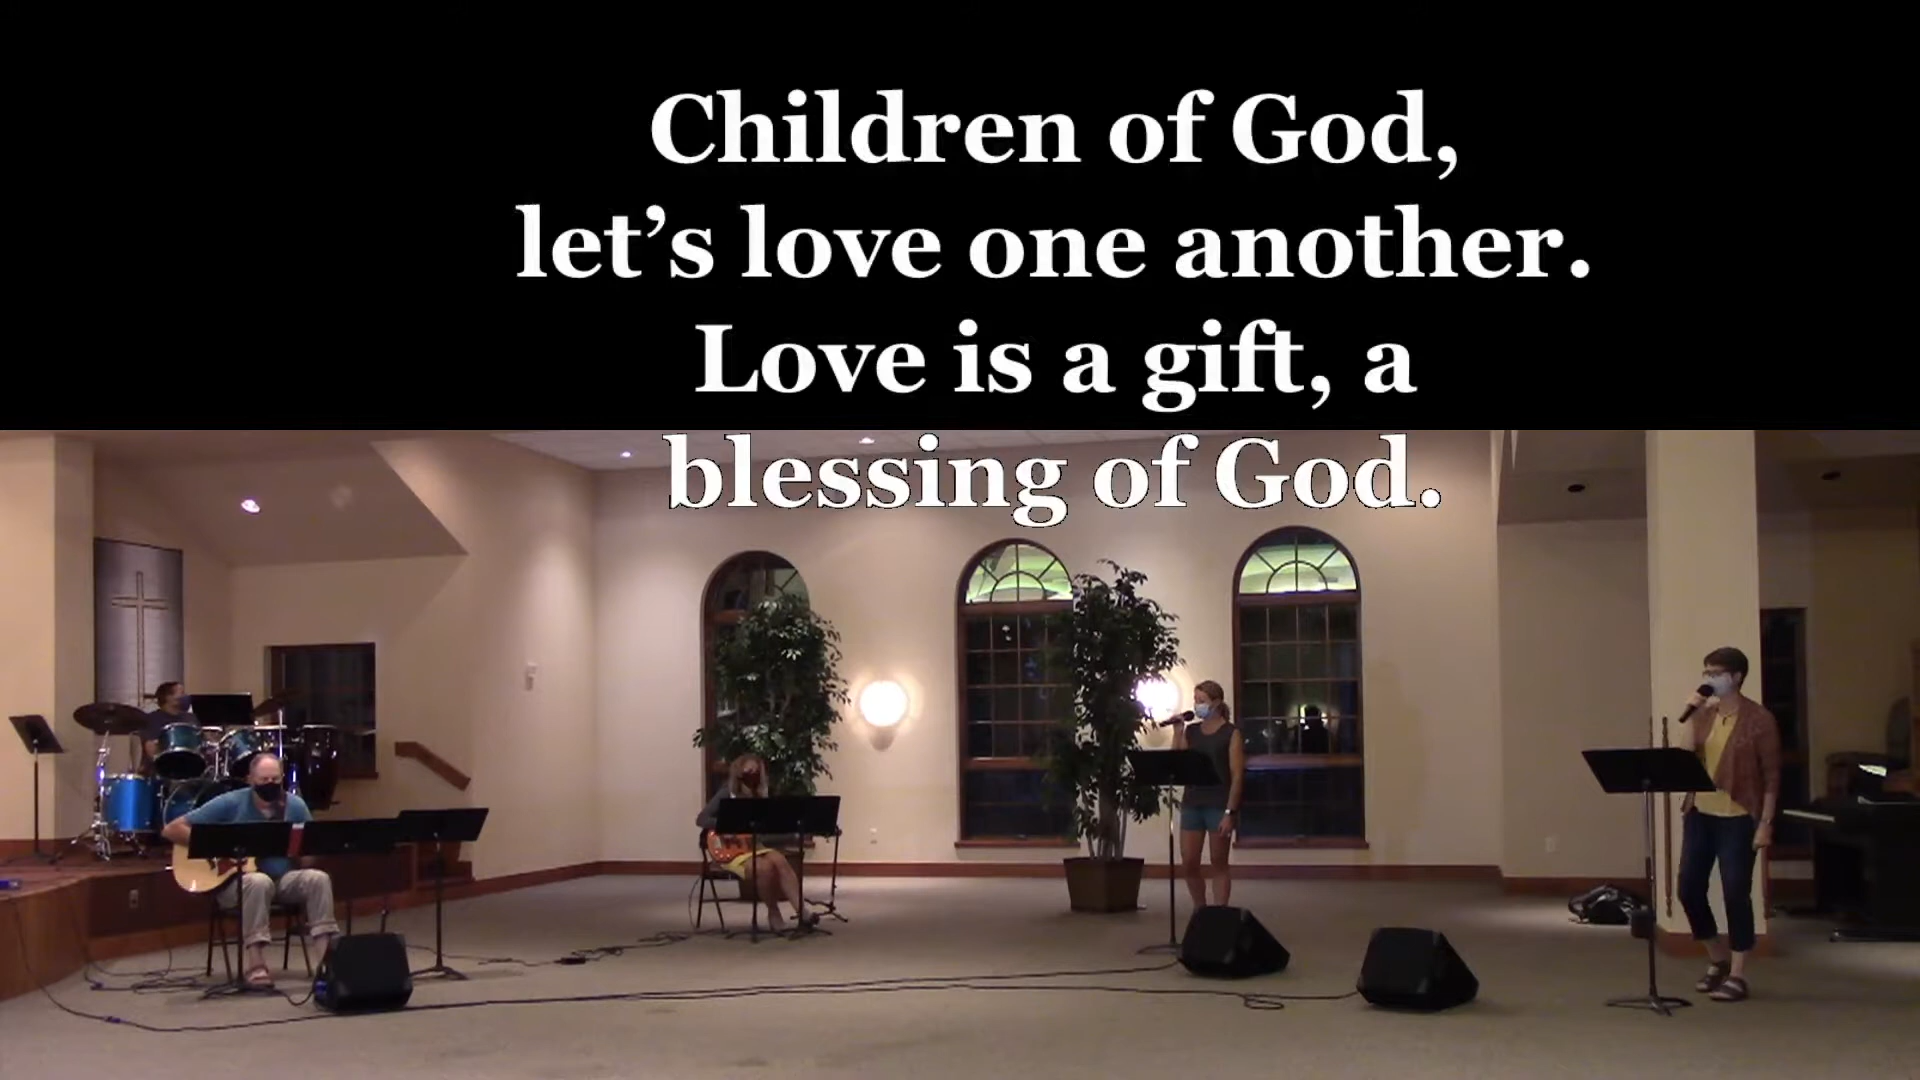 Children of God,
let’s love one another.
Love is a gift, a
blessing of God.